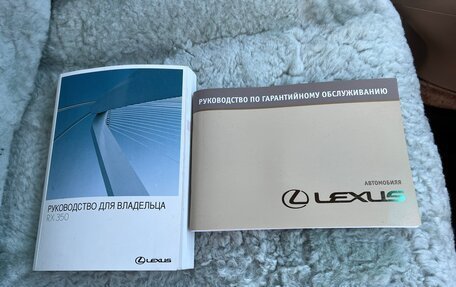 РУКОВОДСТВО ДЛЯ ВЛАДЕЛЬЦА
RX 350
LEXUS
РУКОВОДСТВО ПО ГАРАНТИЙНОМУ ОБСЛУЖИВАНИЮ
АВТОМОБИЛЯ
LEXUS